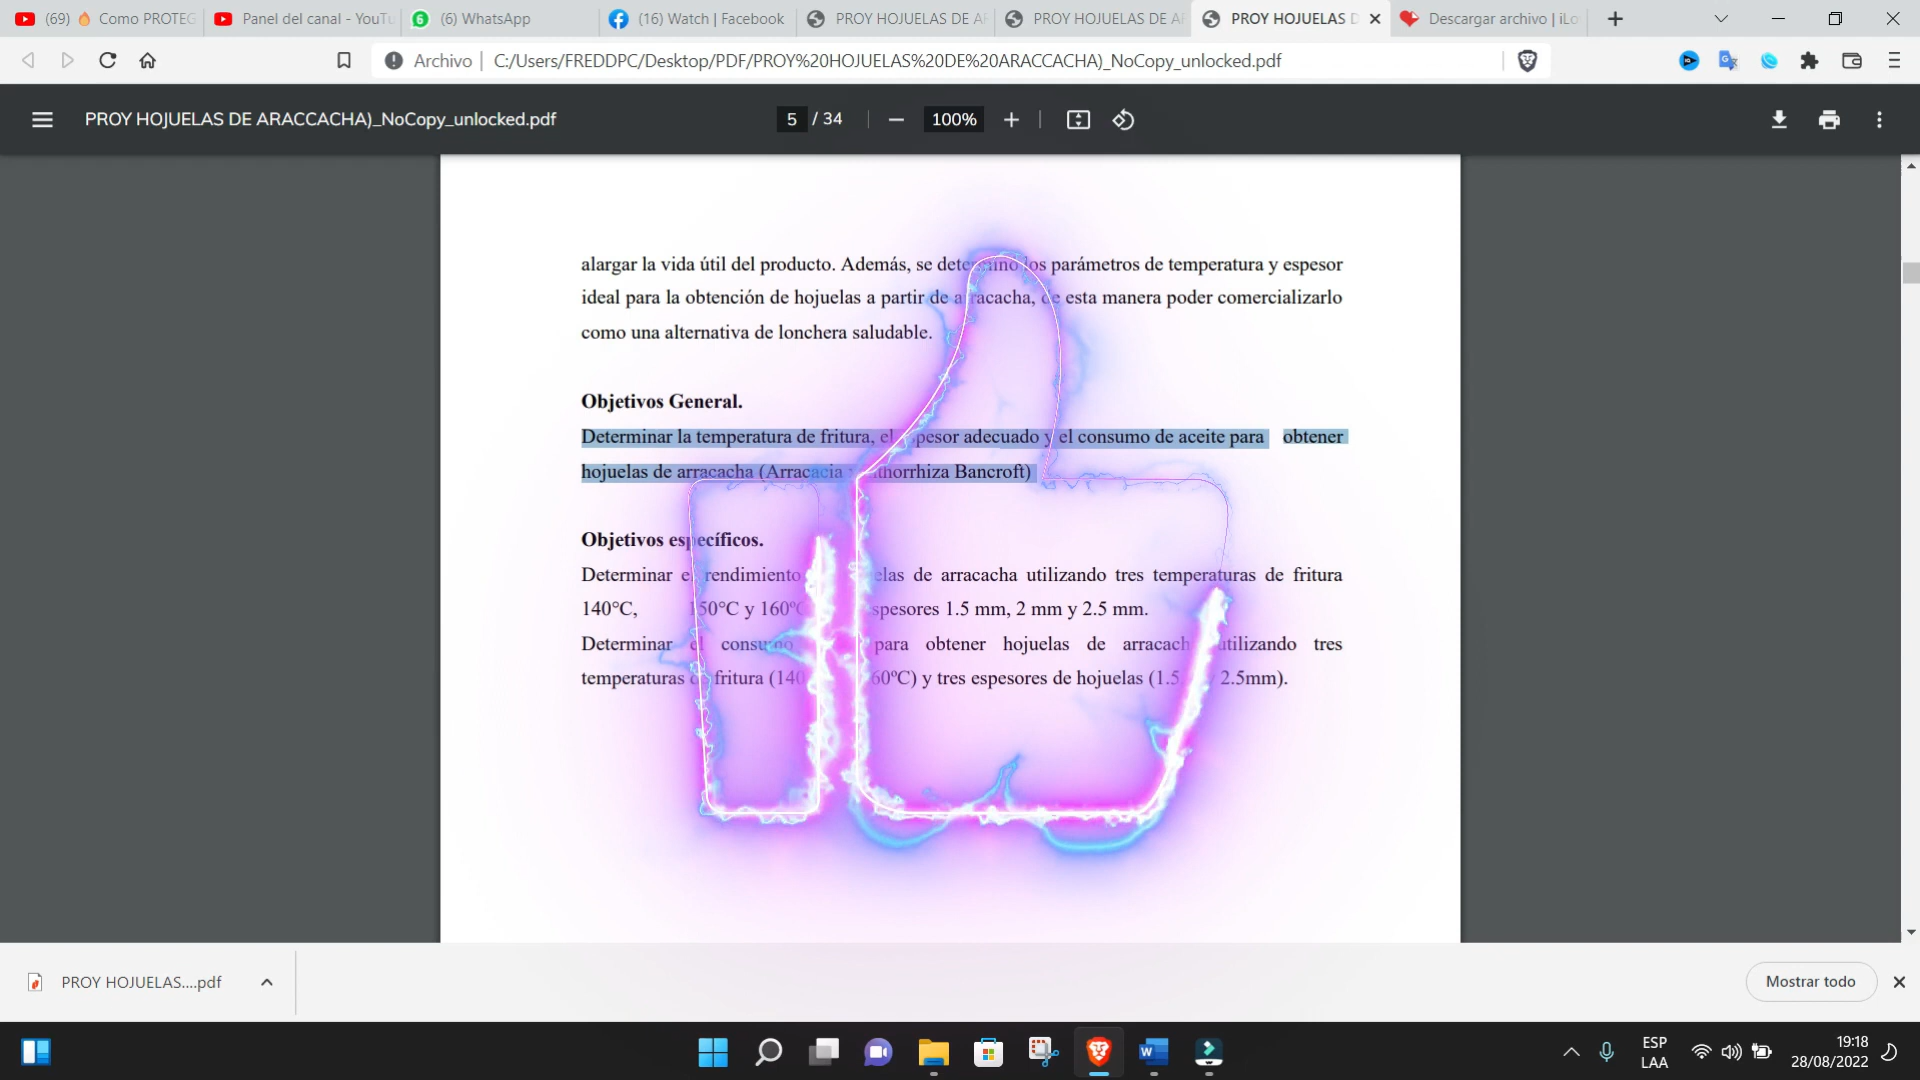 (69) 🔥 Como PROTEG
Panel del canal - YouTu
(6) WhatsApp
(16) Watch | Facebook
PROY HOJUELAS DE AF
PROY HOJUELAS DE AF
PROY HOJUELAS D
Descargar archivo | iLo
Archivo | C:/Users/FREDDPC/Desktop/PDF/PROY%20HOJUELAS%20DE%20ARACCACHA)_NoCopy_unlocked.pdf
PROY HOJUELAS DE ARACCACHA)_NoCopy_unlocked.pdf
5 / 34
100%
alargar la vida útil del producto. Además, se determinó los parámetros de temperatura y espesor
ideal para la obtención de hojuelas a partir de arracacha, de esta manera poder comercializarlo
como una alternativa de lonchera saludable.
Objetivos General.
Determinar la temperatura de fritura, el espesor adecuado y el consumo de aceite para obtener
hojuelas de arracacha (Arracacia thorrhiza Bancroft)
Objetivos específicos.
Determinar el rendimiento elas de arracacha utilizando tres temperaturas de fritura
140°C, 150°C y 160ºC espesores 1.5 mm, 2 mm y 2.5 mm.
Determinar el consumo para obtener hojuelas de arracacha utilizando tres
temperaturas de fritura (140 60ºC) y tres espesores de hojuelas (1.5, 2.5mm).
PROY HOJUELAS....pdf
Mostrar todo
ESP
LAA
19:18
28/08/2022